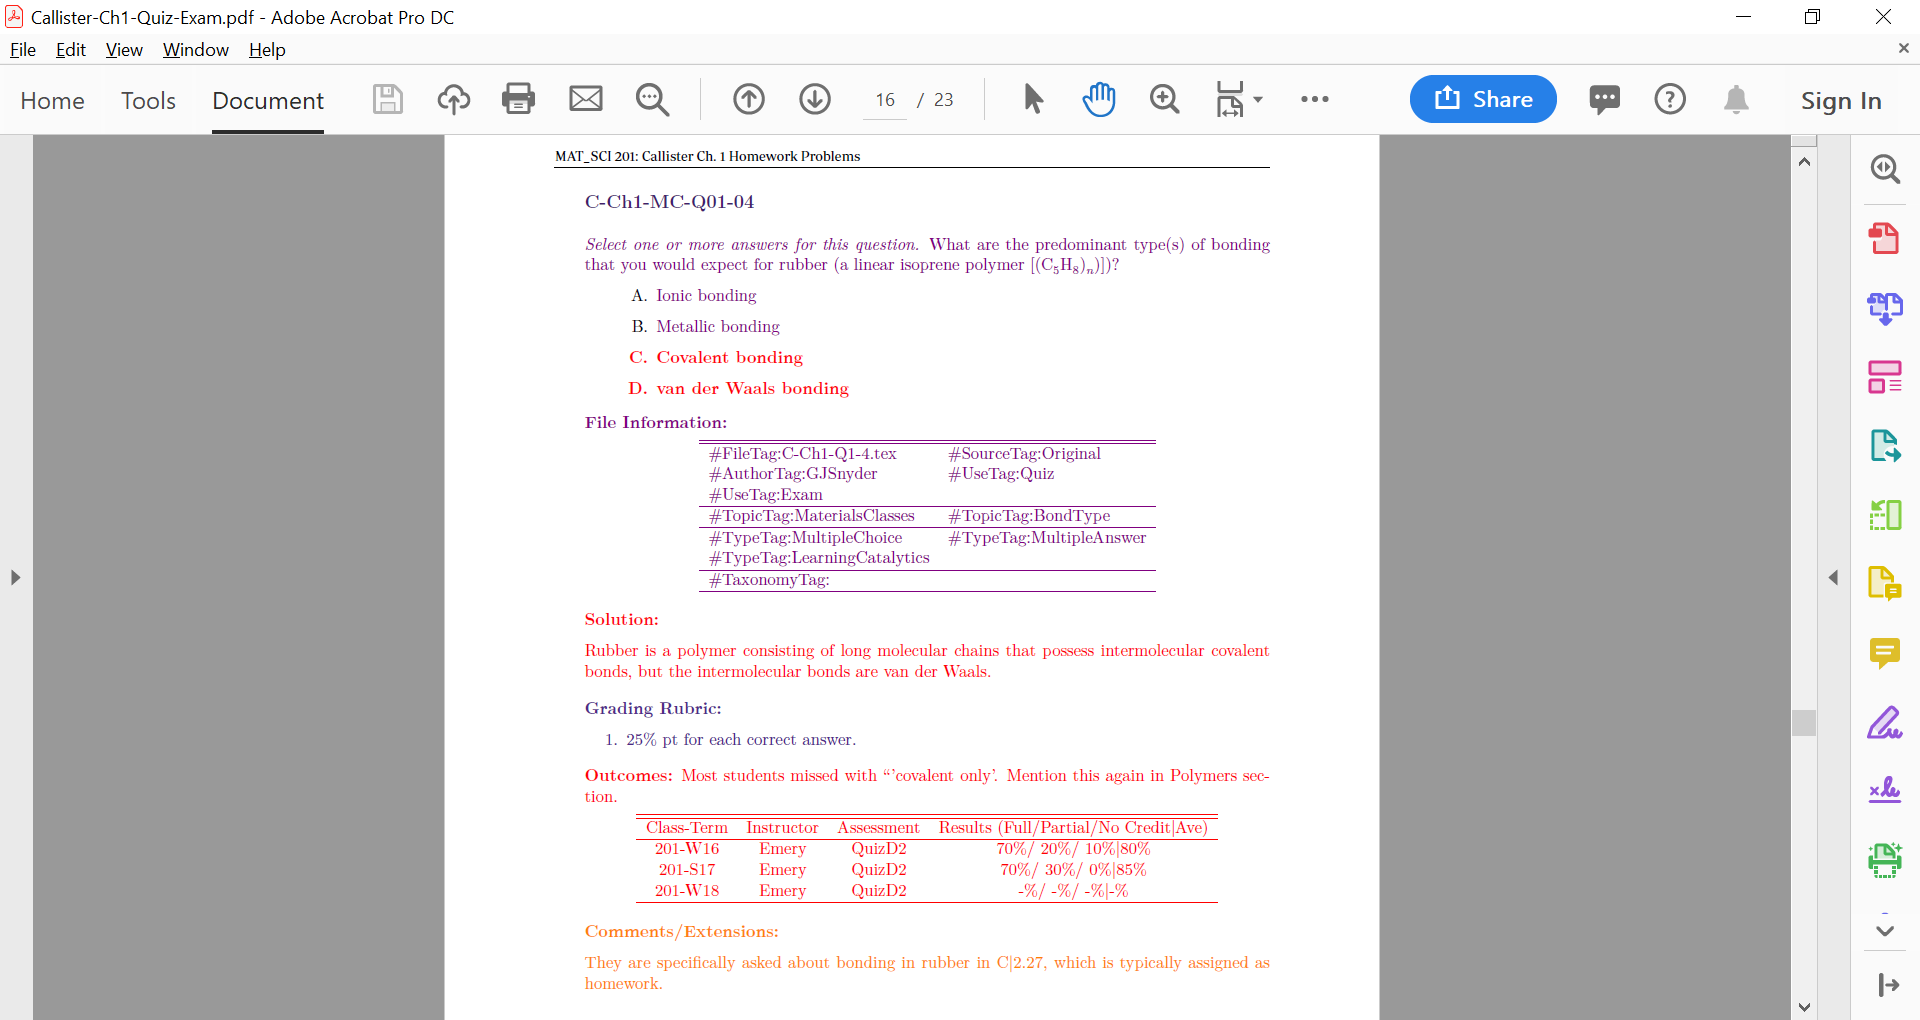 Callister-Ch1-Quiz-Exam.pdf - Adobe Acrobat Pro DC
File Edit View Window Help
Home Tools Document 16 / 23 Share Sign In
MAT_SCI 201: Callister Ch. 1 Homework Problems
C-Ch1-MC-Q01-04
Select one or more answers for this question. What are the predominant type(s) of bonding
that you would expect for rubber (a linear isoprene polymer [(C₅H₈)ₙ)])?
A. Ionic bonding
B. Metallic bonding
C. Covalent bonding
D. van der Waals bonding
File Information:
#FileTag:C-Ch1-Q1-4.tex #SourceTag:Original
#AuthorTag:GJSnyder #UseTag:Quiz
#UseTag:Exam
#TopicTag:MaterialsClasses #TopicTag:BondType
#TypeTag:MultipleChoice #TypeTag:MultipleAnswer
#TypeTag:LearningCatalytics
#TaxonomyTag:
Solution:
Rubber is a polymer consisting of long molecular chains that possess intermolecular covalent
bonds, but the intermolecular bonds are van der Waals.
Grading Rubric:
1. 25% pt for each correct answer.
Outcomes: Most students missed with “’covalent only’. Mention this again in Polymers sec-
tion.
Class-Term Instructor Assessment Results (Full/Partial/No Credit|Ave)
201-W16 Emery QuizD2 70%/ 20%/ 10%|80%
201-S17 Emery QuizD2 70%/ 30%/ 0%|85%
201-W18 Emery QuizD2 -%/ -%/ -%|-%
Comments/Extensions:
They are specifically asked about bonding in rubber in C|2.27, which is typically assigned as
homework.